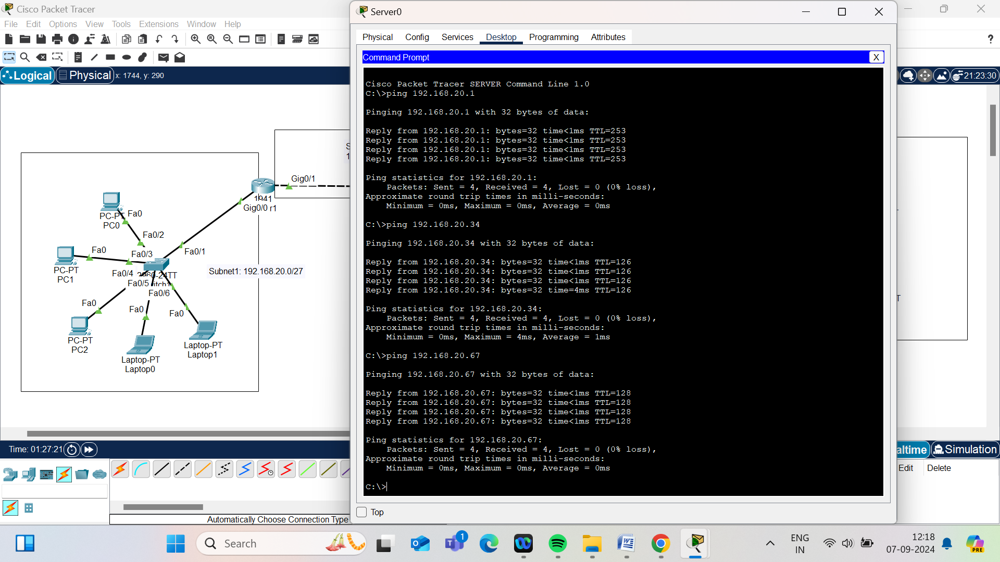 Cisco Packet Tracer
File Edit Options View Tools Extensions Window Help
Logical Physical x: 1744, y: 290
21:23:30
?
Gig0/1
1941
Gig0/0 r1
PC-PT
PC0
Fa0
Fa0/2
Fa0
Fa0/3
Fa0/1
PC-PT
PC1
Fa0/4
Subnet1: 192.168.20.0/27
Fa0/5
Fa0/6
Fa0
Fa0
Fa0
PC-PT
PC2
Laptop-PT
Laptop0
Laptop-PT
Laptop1
Time: 01:27:21
Automatically Choose Connection Type
Server0
Physical Config Services Desktop Programming Attributes
Command Prompt
X
Cisco Packet Tracer SERVER Command Line 1.0
C:\>ping 192.168.20.1
Pinging 192.168.20.1 with 32 bytes of data:
Reply from 192.168.20.1: bytes=32 time<1ms TTL=253
Reply from 192.168.20.1: bytes=32 time<1ms TTL=253
Reply from 192.168.20.1: bytes=32 time<1ms TTL=253
Reply from 192.168.20.1: bytes=32 time<1ms TTL=253
Ping statistics for 192.168.20.1:
Packets: Sent = 4, Received = 4, Lost = 0 (0% loss),
Approximate round trip times in milli-seconds:
Minimum = 0ms, Maximum = 0ms, Average = 0ms
C:\>ping 192.168.20.34
Pinging 192.168.20.34 with 32 bytes of data:
Reply from 192.168.20.34: bytes=32 time<1ms TTL=126
Reply from 192.168.20.34: bytes=32 time<1ms TTL=126
Reply from 192.168.20.34: bytes=32 time<1ms TTL=126
Reply from 192.168.20.34: bytes=32 time=4ms TTL=126
Ping statistics for 192.168.20.34:
Packets: Sent = 4, Received = 4, Lost = 0 (0% loss),
Approximate round trip times in milli-seconds:
Minimum = 0ms, Maximum = 4ms, Average = 1ms
C:\>ping 192.168.20.67
Pinging 192.168.20.67 with 32 bytes of data:
Reply from 192.168.20.67: bytes=32 time<1ms TTL=128
Reply from 192.168.20.67: bytes=32 time<1ms TTL=128
Reply from 192.168.20.67: bytes=32 time<1ms TTL=128
Reply from 192.168.20.67: bytes=32 time<1ms TTL=128
Ping statistics for 192.168.20.67:
Packets: Sent = 4, Received = 4, Lost = 0 (0% loss),
Approximate round trip times in milli-seconds:
Minimum = 0ms, Maximum = 0ms, Average = 0ms
C:\>
Top
altime Simulation
Edit Delete
Search
1
ENG
IN
12:18
07-09-2024
PRE